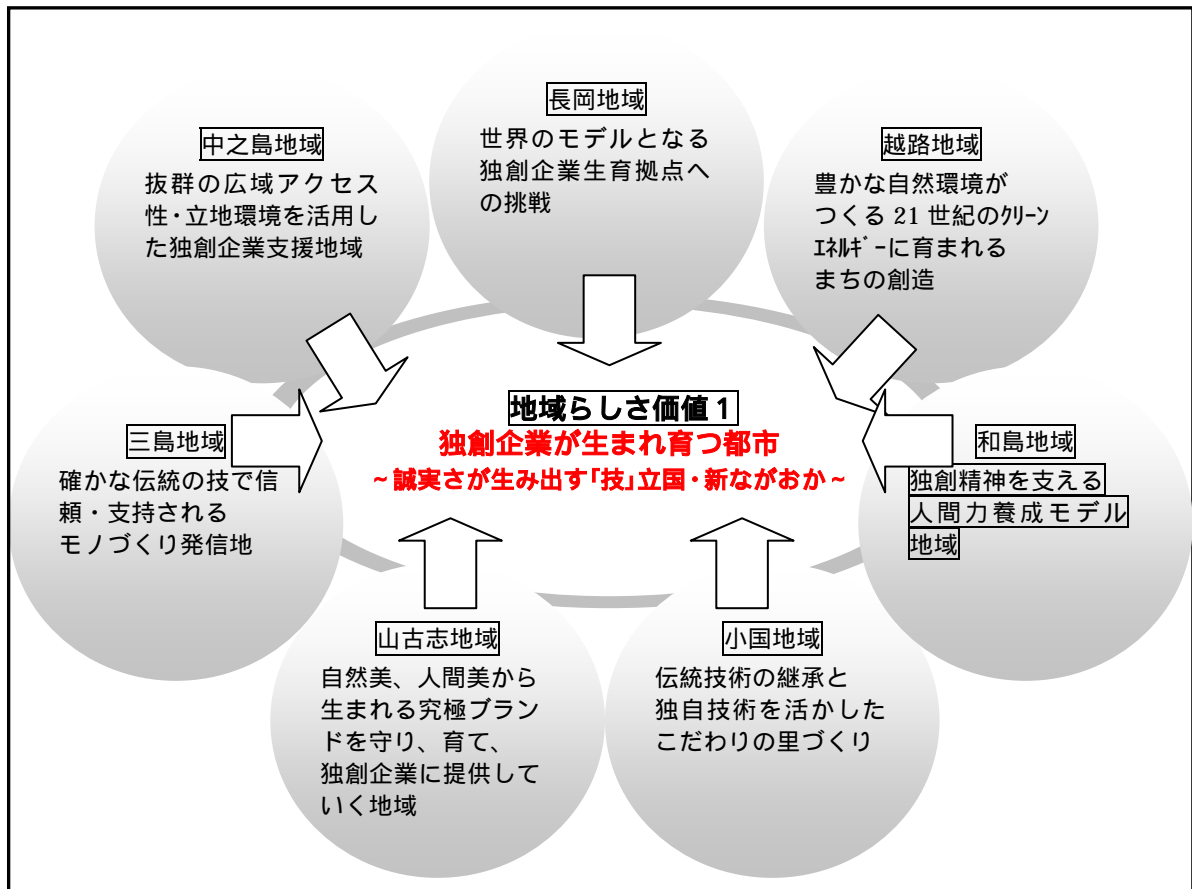 長岡地域
世界のモデルとなる
独創企業生育拠点へ
の挑戦
中之島地域
抜群の広域アクセス
性・立地環境を活用し
た独創企業支援地域
越路地域
豊かな自然環境が
つくる 21 世紀のｸﾘｰﾝ
ｴﾈﾙｷﾞｰに育まれる
まちの創造
地域らしさ価値１
独創企業が生まれ育つ都市
~誠実さが生み出す「技」立国・新ながおか~
三島地域
確かな伝統の技で信
頼・支持される
モノづくり発信地
和島地域
独創精神を支える
人間力養成モデル
地域
山古志地域
自然美、人間美から
生まれる究極ブラン
ドを守り、育て、
独創企業に提供して
いく地域
小国地域
伝統技術の継承と
独自技術を活かした
こだわりの里づくり